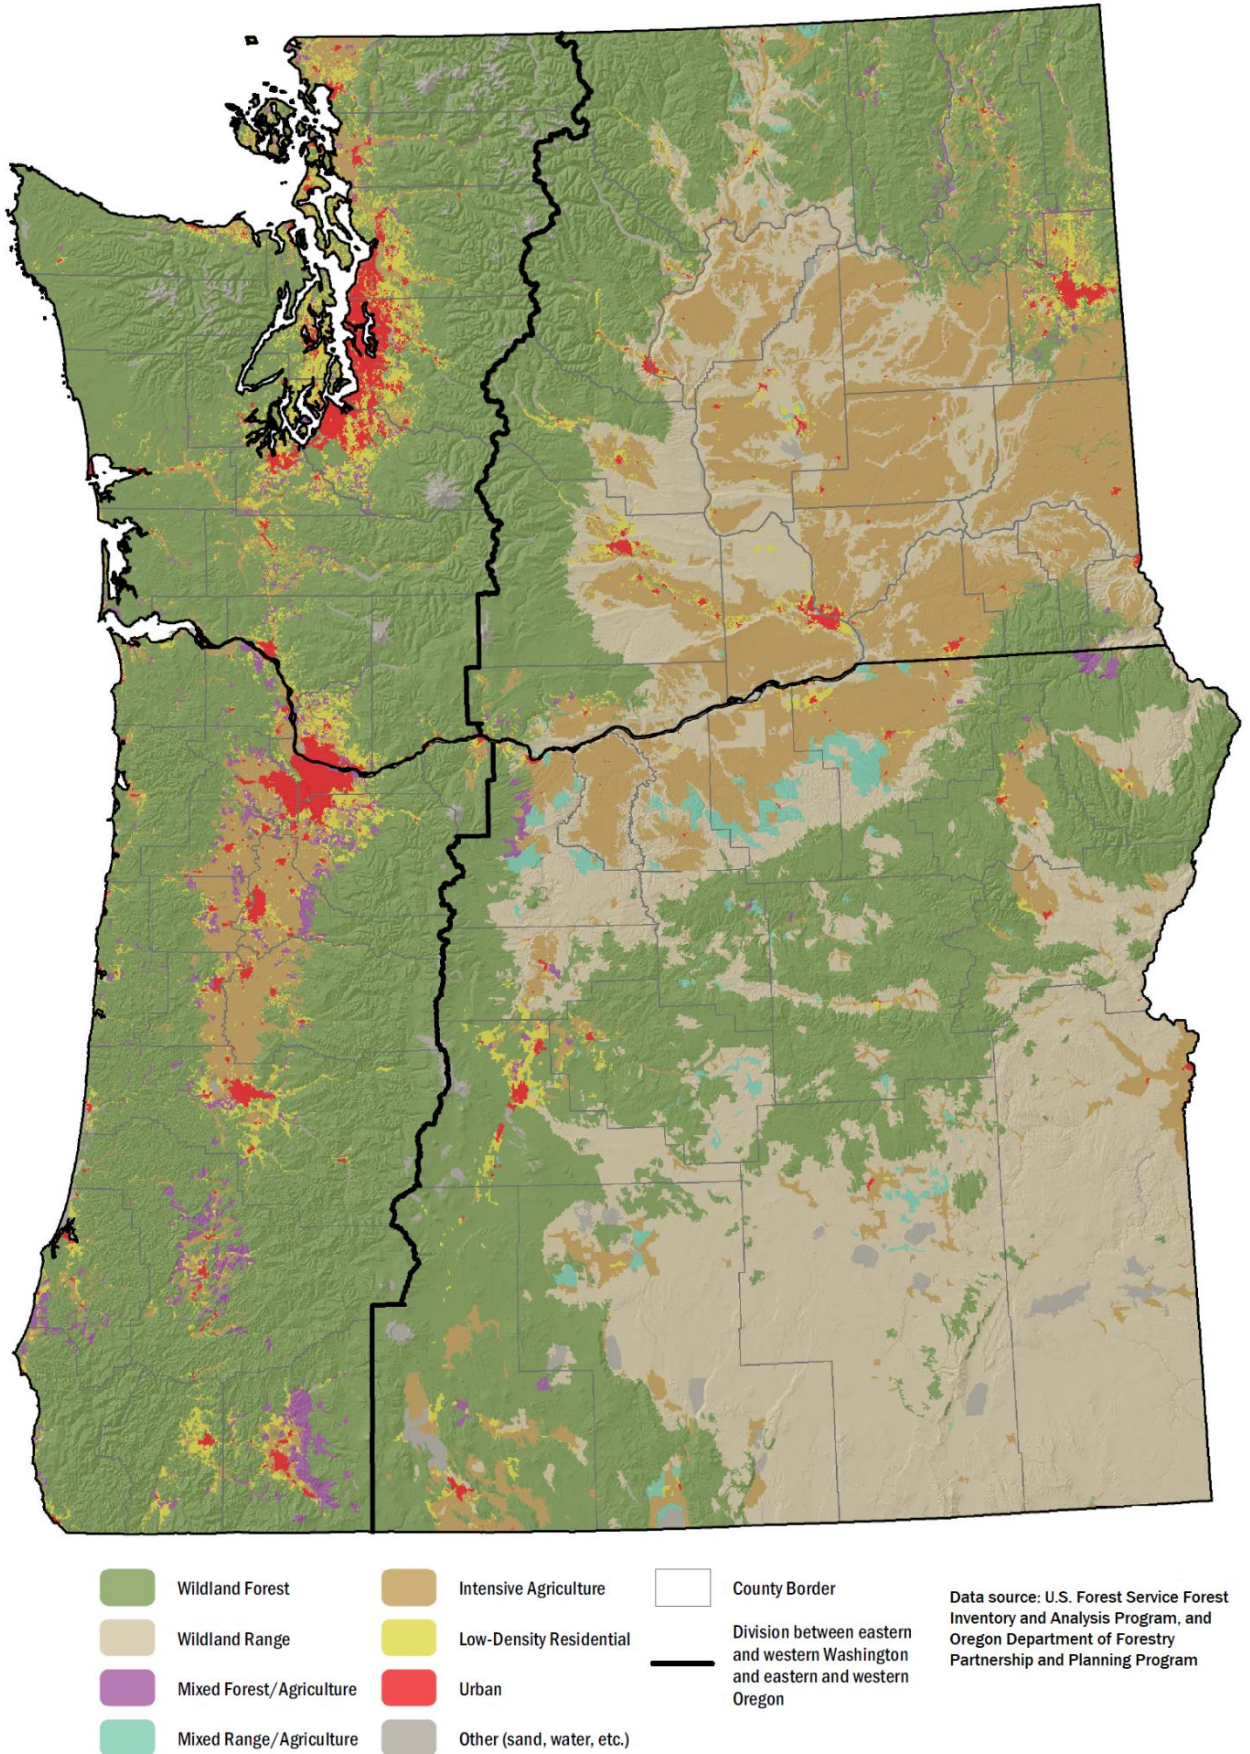 Wildland Forest
Wildland Range
Mixed Forest/Agriculture
Mixed Range/Agriculture
Intensive Agriculture
Low-Density Residential
Urban
Other (sand, water, etc.)
County Border
Division between eastern
and western Washington
and eastern and western
Oregon
Data source: U.S. Forest Service Forest
Inventory and Analysis Program, and
Oregon Department of Forestry
Partnership and Planning Program